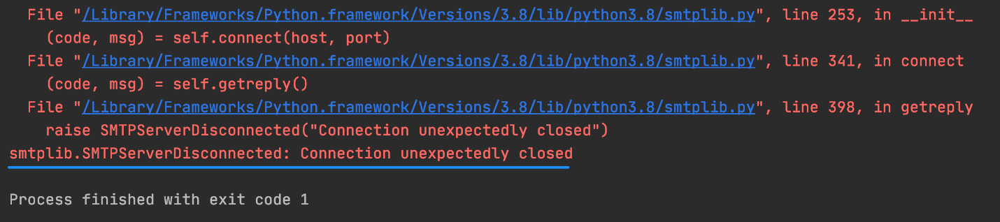 File "/Library/Frameworks/Python.framework/Versions/3.8/lib/python3.8/smtplib.py", line 253, in __init__
(code, msg) = self.connect(host, port)
File "/Library/Frameworks/Python.framework/Versions/3.8/lib/python3.8/smtplib.py", line 341, in connect
(code, msg) = self.getreply()
File "/Library/Frameworks/Python.framework/Versions/3.8/lib/python3.8/smtplib.py", line 398, in getreply
raise SMTPServerDisconnected("Connection unexpectedly closed")
smtplib.SMTPServerDisconnected: Connection unexpectedly closed
Process finished with exit code 1